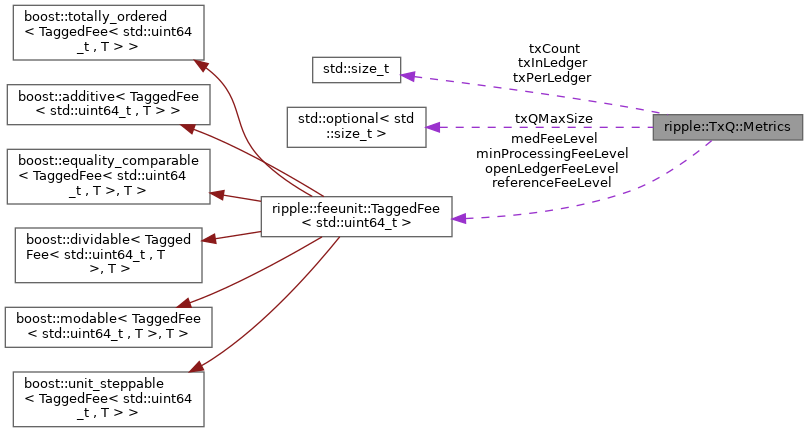 boost::totally_ordered
< TaggedFee< std::uint64
_t , T > >
boost::additive< TaggedFee
< std::uint64_t , T > >
boost::equality_comparable
< TaggedFee< std::uint64
_t , T >, T >
boost::dividable< Tagged
Fee< std::uint64_t , T
>, T >
boost::modable< TaggedFee
< std::uint64_t , T >, T >
boost::unit_steppable
< TaggedFee< std::uint64
_t , T > >
std::size_t
std::optional< std
::size_t >
ripple::feeunit::TaggedFee
< std::uint64_t >
txCount
txInLedger
txPerLedger
txQMaxSize
medFeeLevel
minProcessingFeeLevel
openLedgerFeeLevel
referenceFeeLevel
ripple::TxQ::Metrics